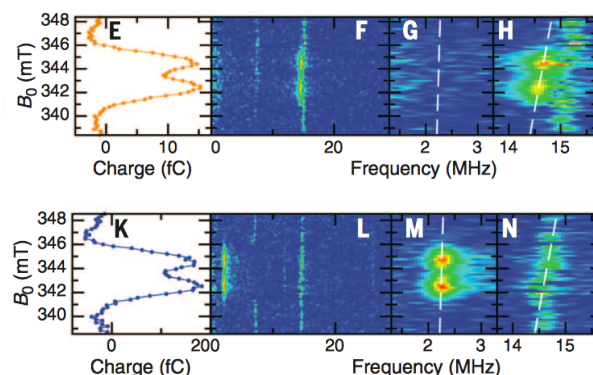 348 E F G H
346
344
342
340
B₀ (mT)
0 10 0 20 2 3 14 15
Charge (fC) Frequency (MHz)
348 K L M N
346
344
342
340
B₀ (mT)
0 200 0 20 2 3 14 15
Charge (fC) Frequency (MHz)